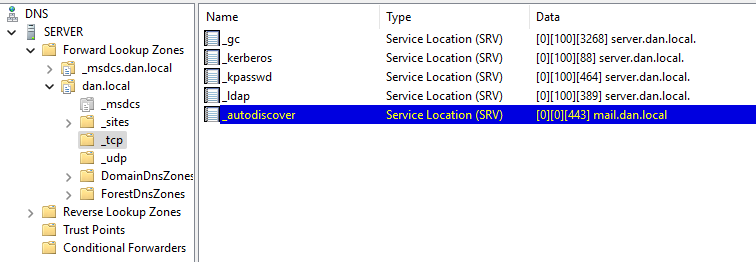 DNS
SERVER
Forward Lookup Zones
_msdcs.dan.local
dan.local
_msdcs
_sites
_tcp
_udp
DomainDnsZones
ForestDnsZones
Reverse Lookup Zones
Trust Points
Conditional Forwarders
Name Type Data
_gc Service Location (SRV) [0][100][3268] server.dan.local.
_kerberos Service Location (SRV) [0][100][88] server.dan.local.
_kpasswd Service Location (SRV) [0][100][464] server.dan.local.
_ldap Service Location (SRV) [0][100][389] server.dan.local.
_autodiscover Service Location (SRV) [0][0][443] mail.dan.local